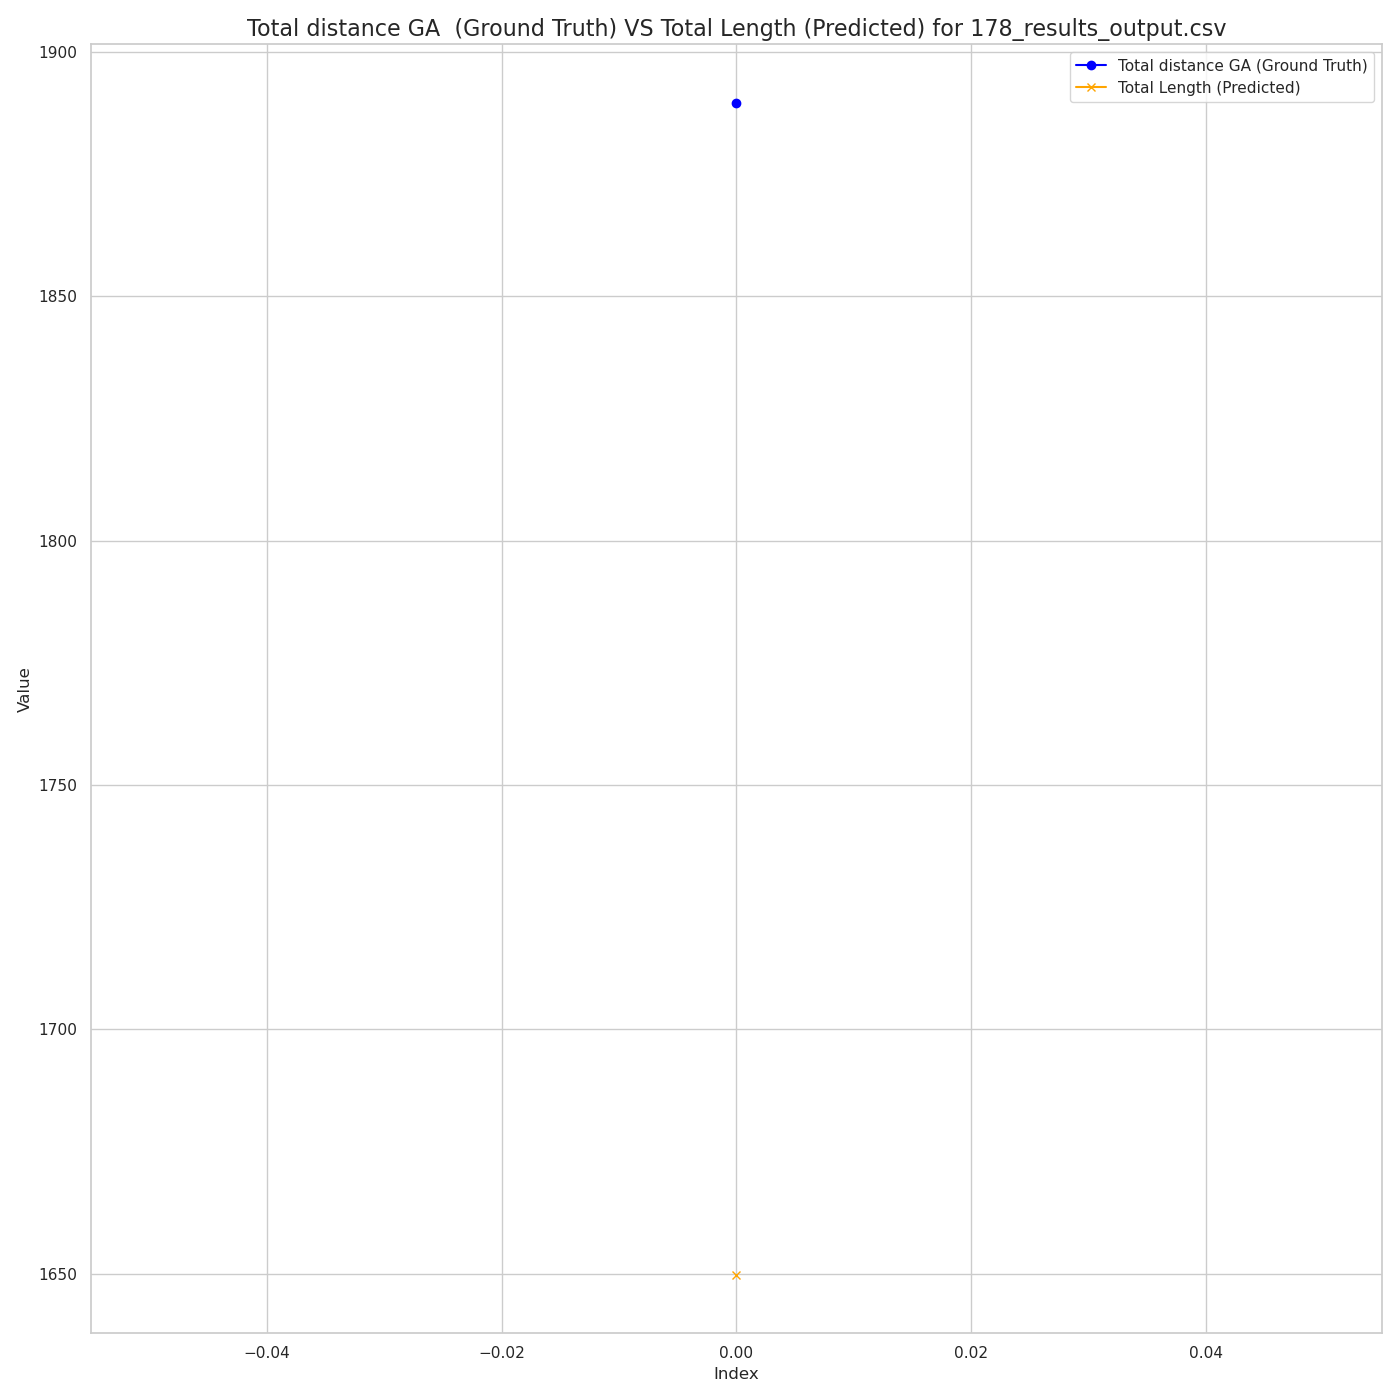 Total distance GA  (Ground Truth) VS Total Length (Predicted) for 178_results_output.csv
Total distance GA (Ground Truth)
Total Length (Predicted)
1900
1850
1800
1750
1700
1650
Value
−0.04
−0.02
0.00
0.02
0.04
Index